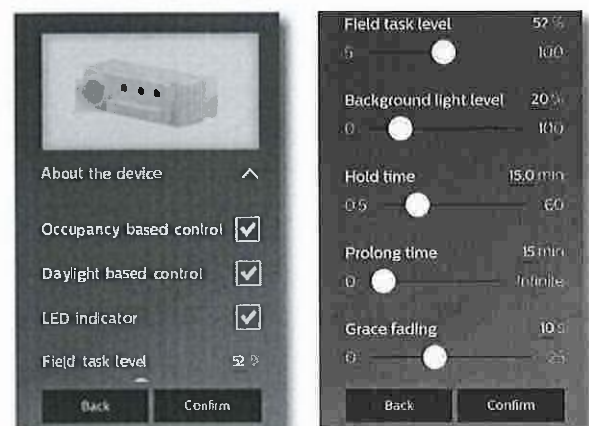 About the device
Occupancy based control
Daylight based control
LED indicator
Field task level 52 %
Back Confirm
Field task level 52 %
5 100
Background light level 20 %
0 100
Hold time 15.0 min
0.5 60
Prolong time 15 min
0 Infinite
Grace fading 10 s
0 25
Back Confirm